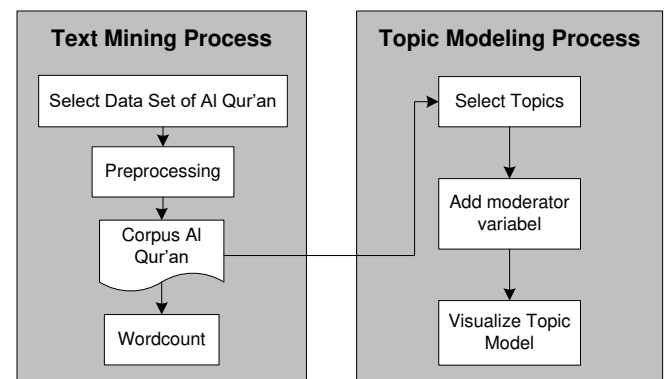 Text Mining Process
Select Data Set of Al Qur'an
Preprocessing
Corpus Al
Qur'an
Wordcount
Topic Modeling Process
Select Topics
Add moderator
variabel
Visualize Topic
Model